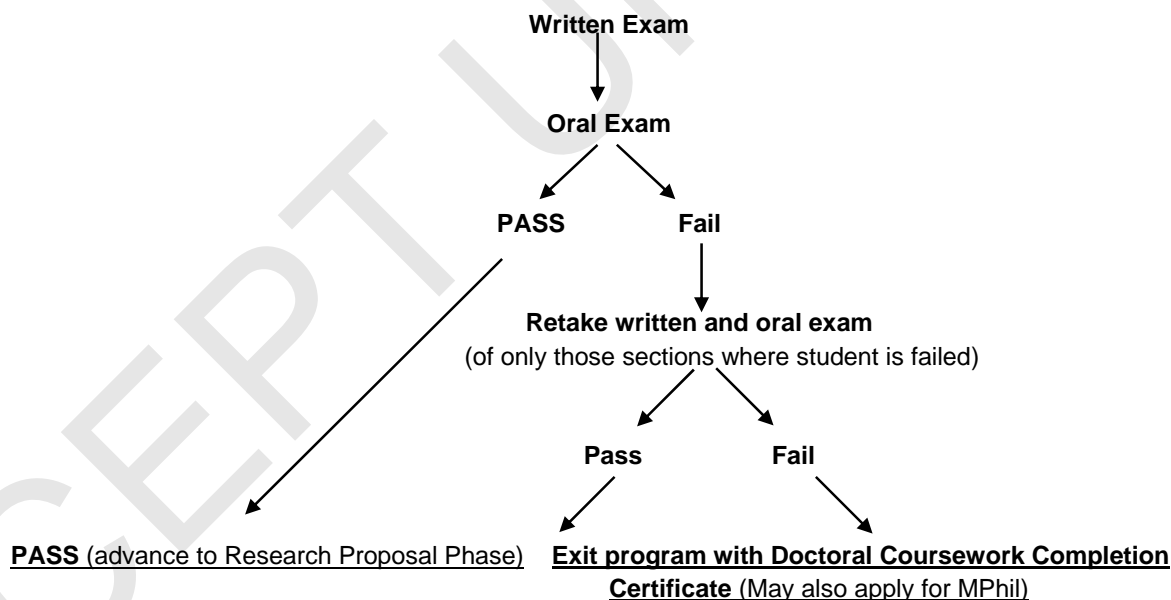 Written Exam
Oral Exam
PASS Fail
Retake written and oral exam
(of only those sections where student is failed)
Pass Fail
PASS (advance to Research Proposal Phase) Exit program with Doctoral Coursework Completion
Certificate (May also apply for MPhil)
CEPT U